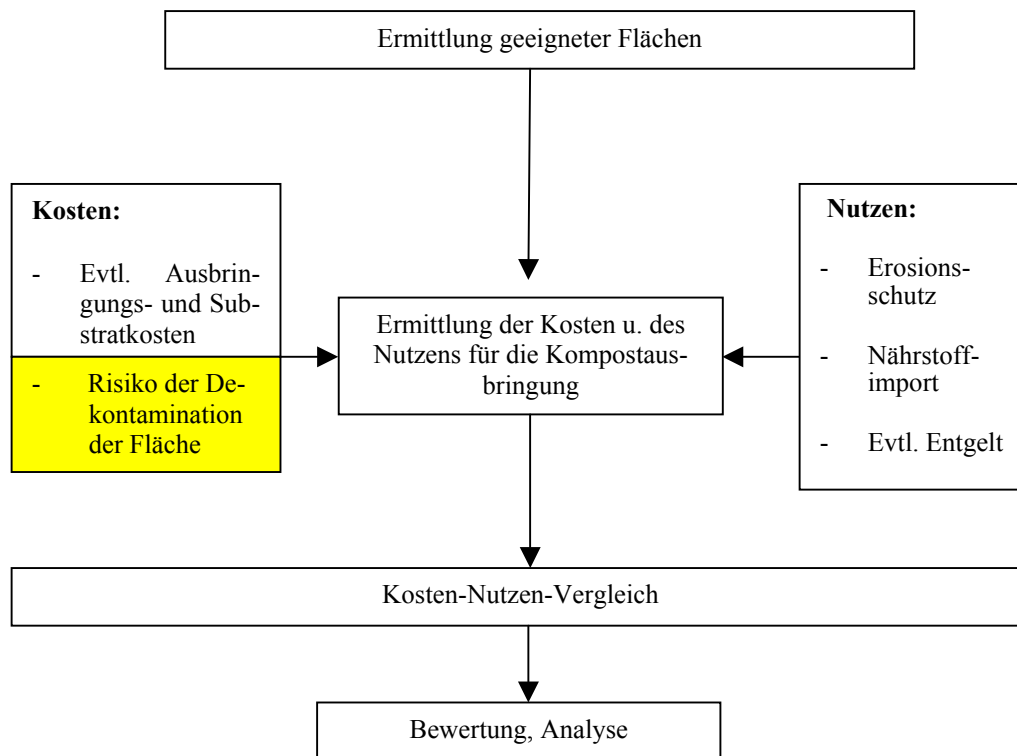 Ermittlung geeigneter Flächen
Kosten:
- Evtl. Ausbrin-
gungs- und Sub-
stratkosten
- Risiko der De-
kontamination
der Fläche
Ermittlung der Kosten u. des
Nutzens für die Kompostaus-
bringung
Nutzen:
- Erosions-
schutz
- Nährstoff-
import
- Evtl. Entgelt
Kosten-Nutzen-Vergleich
Bewertung, Analyse